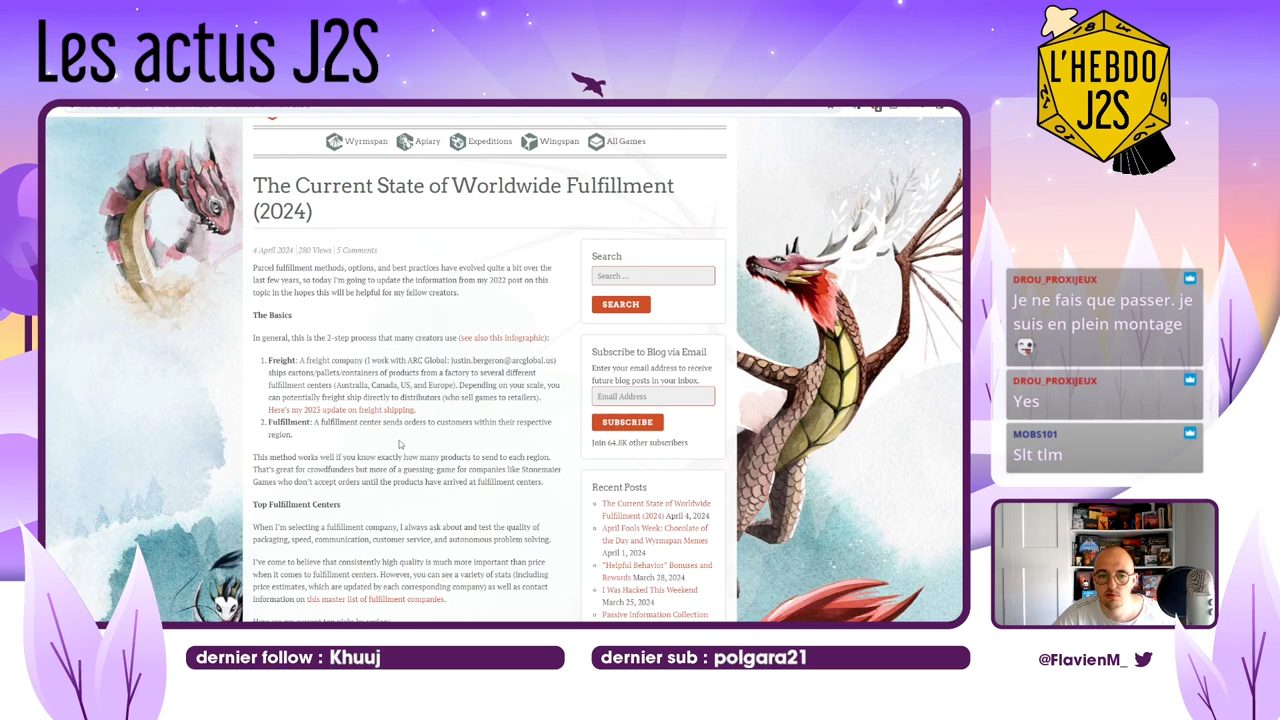 Les actus J2S
L'HEBDO
J2S
Wyrmspan
Apiary
Expeditions
Wingspan
All Games
The Current State of Worldwide Fulfillment
(2024)
4 April 2024 | 280 Views | 5 Comments
Parcel fulfillment methods, options, and best practices have evolved quite a bit over the
last few years, so today I'm going to update the information from my 2022 post on this
topic in the hopes this will be helpful for my fellow creators.
The Basics
In general, this is the 2-step process that many creators use (see also this infographic):
1. Freight: A freight company (I work with ARC Global: justin.bergeron@arcglobal.us)
ships cartons/pallets/containers of products from a factory to several different
fulfillment centers (Australia, Canada, US, and Europe). Depending on your scale, you
can potentially freight ship directly to distributors (who sell games to retailers).
Here's my 2023 update on freight shipping.
2. Fulfillment: A fulfillment center sends orders to customers within their respective
region.
This method works well if you know exactly how many products to send to each region.
That's great for crowdfunders but more of a guessing-game for companies like Stonemaier
Games who don't accept orders until the products have arrived at fulfillment centers.
Top Fulfillment Centers
When I'm selecting a fulfillment company, I always ask about and test the quality of
packaging, speed, communication, customer service, and autonomous problem solving.
I've come to believe that consistently high quality is much more important than price
when it comes to fulfillment centers. However, you can see a variety of stats (including
price estimates, which are updated by each corresponding company) as well as contact
information on this master list of fulfillment companies.
Search
Search ...
SEARCH
Subscribe to Blog via Email
Enter your email address to receive
future blog posts in your inbox.
Email Address
SUBSCRIBE
Join 64.8K other subscribers
Recent Posts
The Current State of Worldwide
Fulfillment (2024) April 4, 2024
April Fools Week: Chocolate of
the Day and Wyrmspan Memes
April 1, 2024
"Helpful Behavior" Bonuses and
Rewards March 28, 2024
I Was Hacked This Weekend
March 25, 2024
Passive Information Collection
DROU_PROXIJEUX
Je ne fais que passer. je
suis en plein montage
DROU_PROXIJEUX
Yes
MOBS101
Slt tlm
dernier follow : Khuuj
dernier sub : polgara21
@FlavienM_